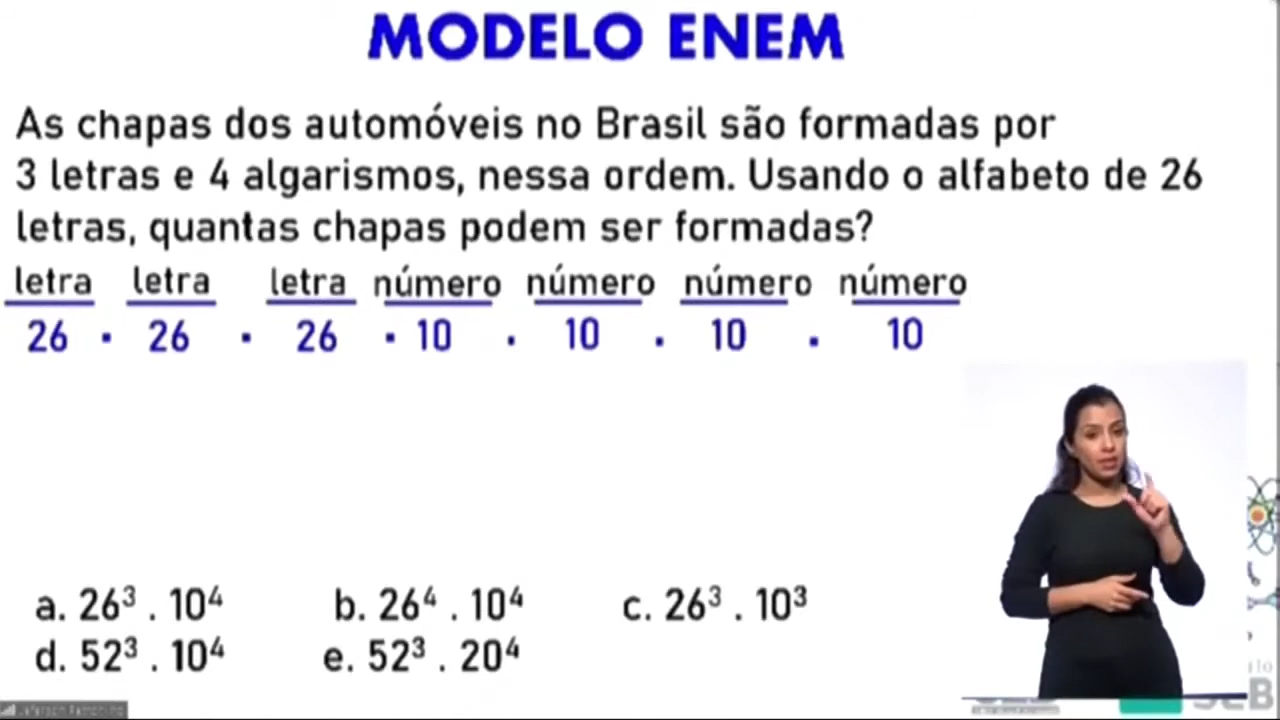 MODELO ENEM
As chapas dos automóveis no Brasil são formadas por
3 letras e 4 algarismos, nessa ordem. Usando o alfabeto de 26
letras, quantas chapas podem ser formadas?
letra letra letra número número número número
26 . 26 . 26 . 10 . 10 . 10 . 10
a. 26³ . 10⁴ b. 26⁴ . 10⁴ c. 26³ . 10³
d. 52³ . 10⁴ e. 52³ . 20⁴